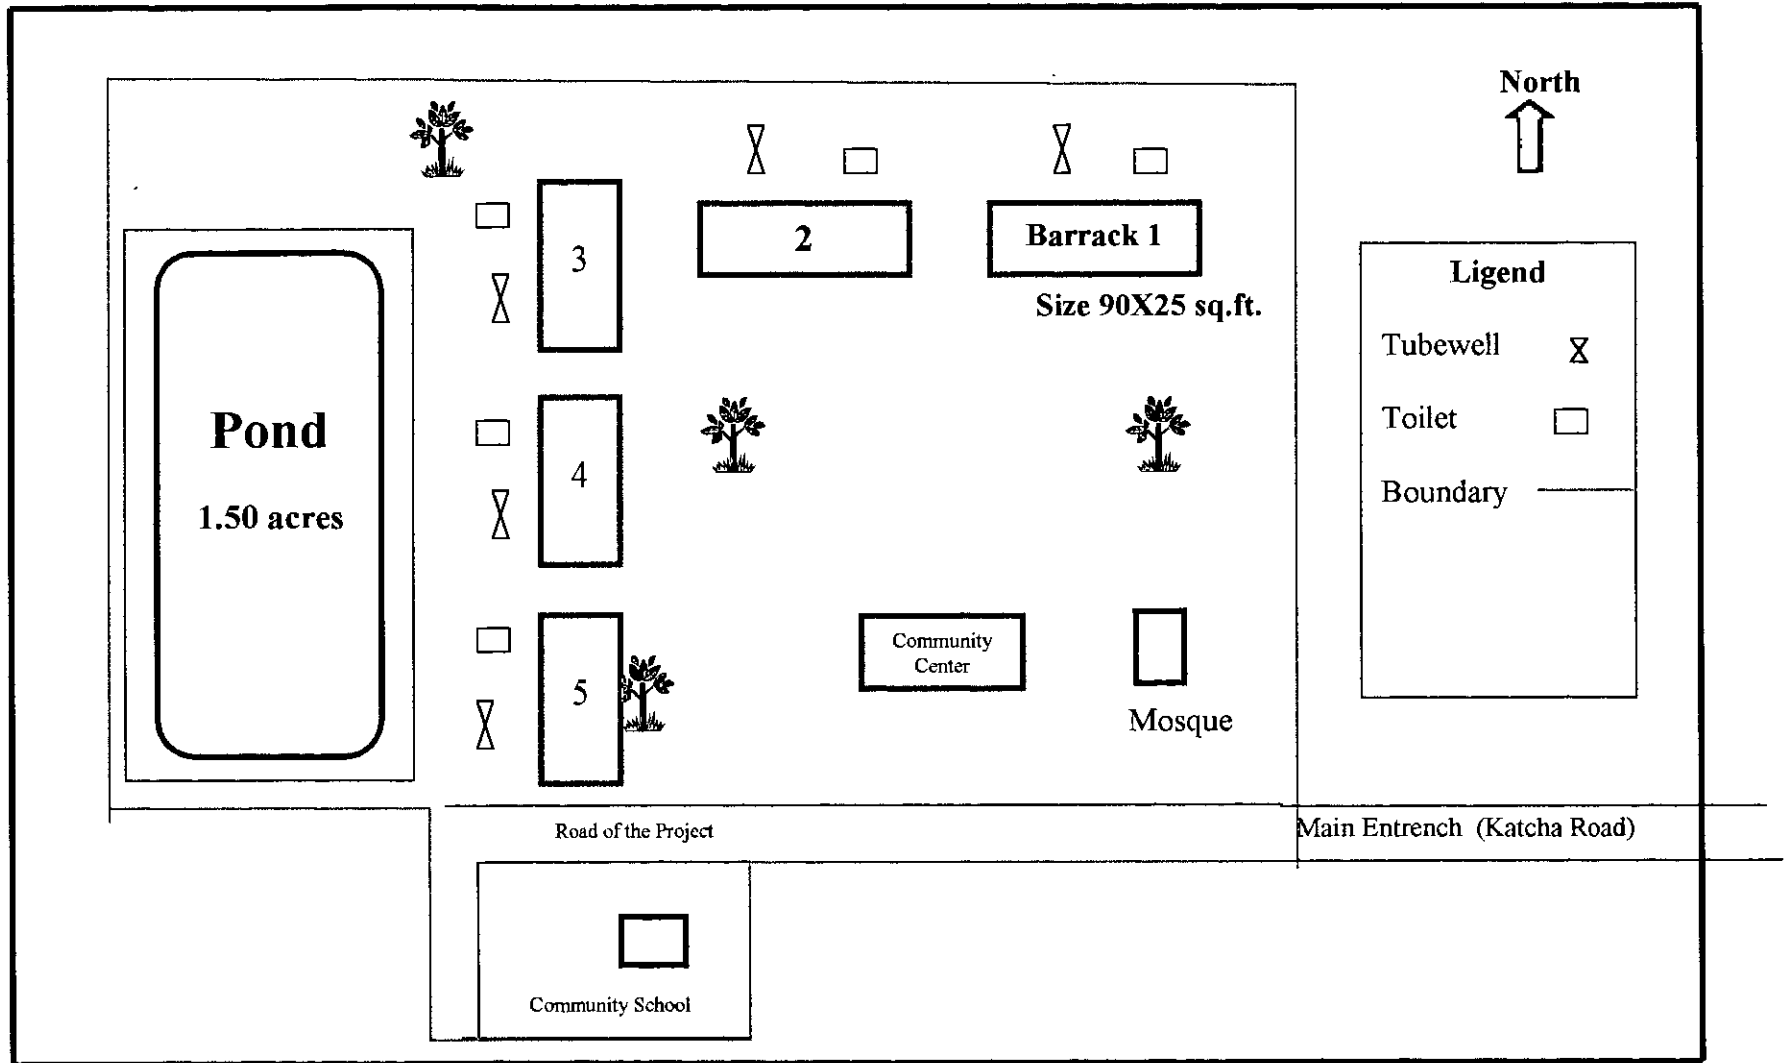 North
2
Barrack 1
Size 90X25 sq.ft.
3
4
5
Pond
1.50 acres
Community
Center
Mosque
Ligend
Tubewell
Toilet
Boundary
Road of the Project
Main Entrench (Katcha Road)
Community School